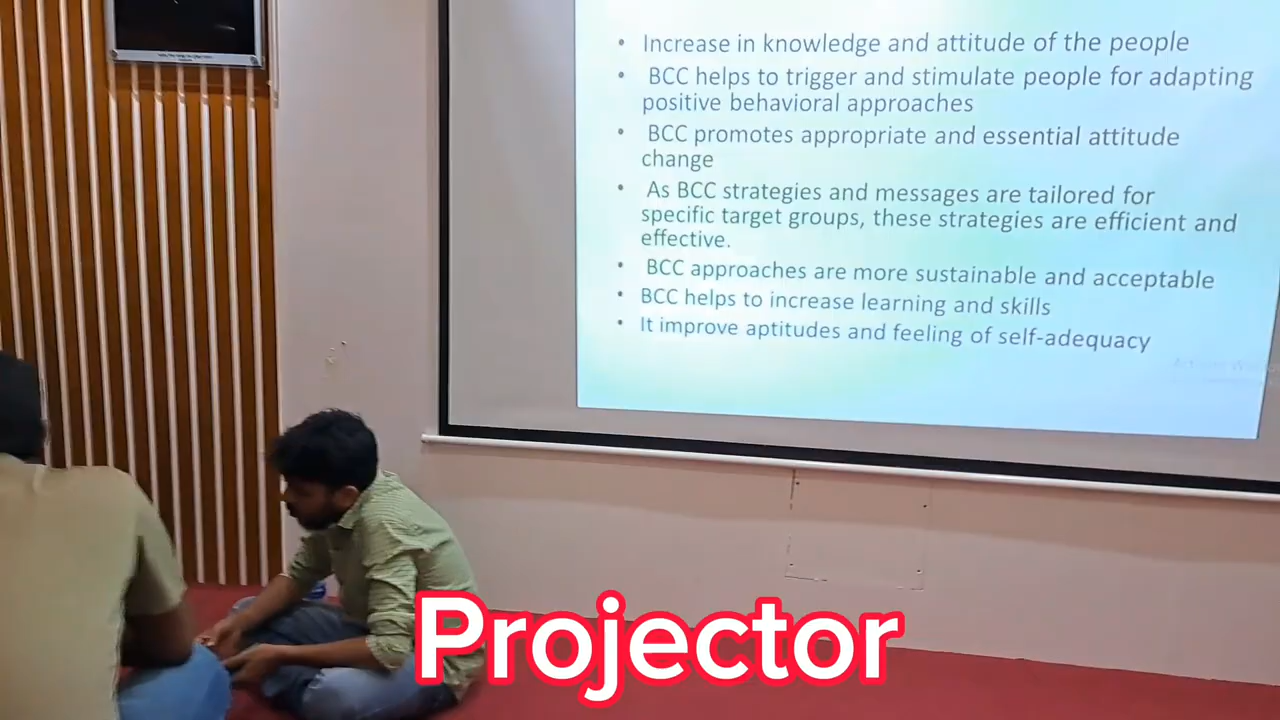 • Increase in knowledge and attitude of the people
• BCC helps to trigger and stimulate people for adapting
positive behavioral approaches
• BCC promotes appropriate and essential attitude
change
• As BCC strategies and messages are tailored for
specific target groups, these strategies are efficient and
effective.
• BCC approaches are more sustainable and acceptable
• BCC helps to increase learning and skills
• It improve aptitudes and feeling of self-adequacy
Projector